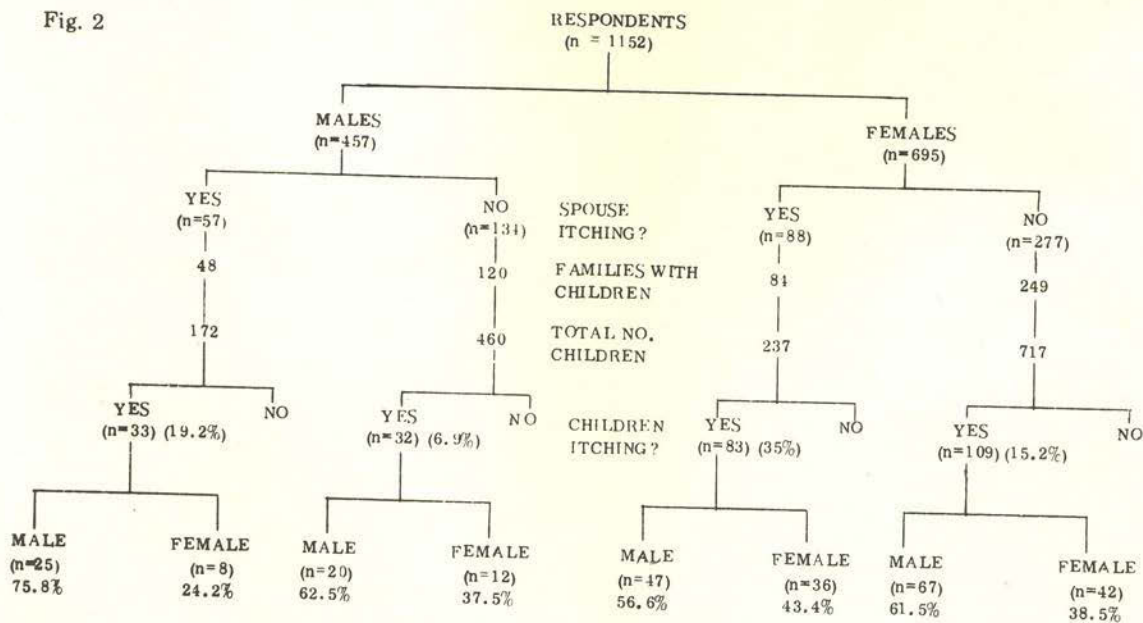 Fig. 2
RESPONDENTS
(n = 1152)
MALES
(n=457)
FEMALES
(n=695)
YES
(n=57)
NO
(n=134)
SPOUSE
ITCHING?
YES
(n=88)
NO
(n=277)
48
120
FAMILIES WITH
CHILDREN
84
249
172
460
TOTAL NO.
CHILDREN
237
717
YES
(n=33) (19.2%)
NO
YES
(n=32) (6.9%)
NO
CHILDREN
ITCHING?
YES
(n=83) (35%)
NO
YES
(n=109) (15.2%)
NO
MALE
(n=25)
75.8%
FEMALE
(n=8)
24.2%
MALE
(n=20)
62.5%
FEMALE
(n=12)
37.5%
MALE
(n=47)
56.6%
FEMALE
(n=36)
43.4%
MALE
(n=67)
61.5%
FEMALE
(n=42)
38.5%